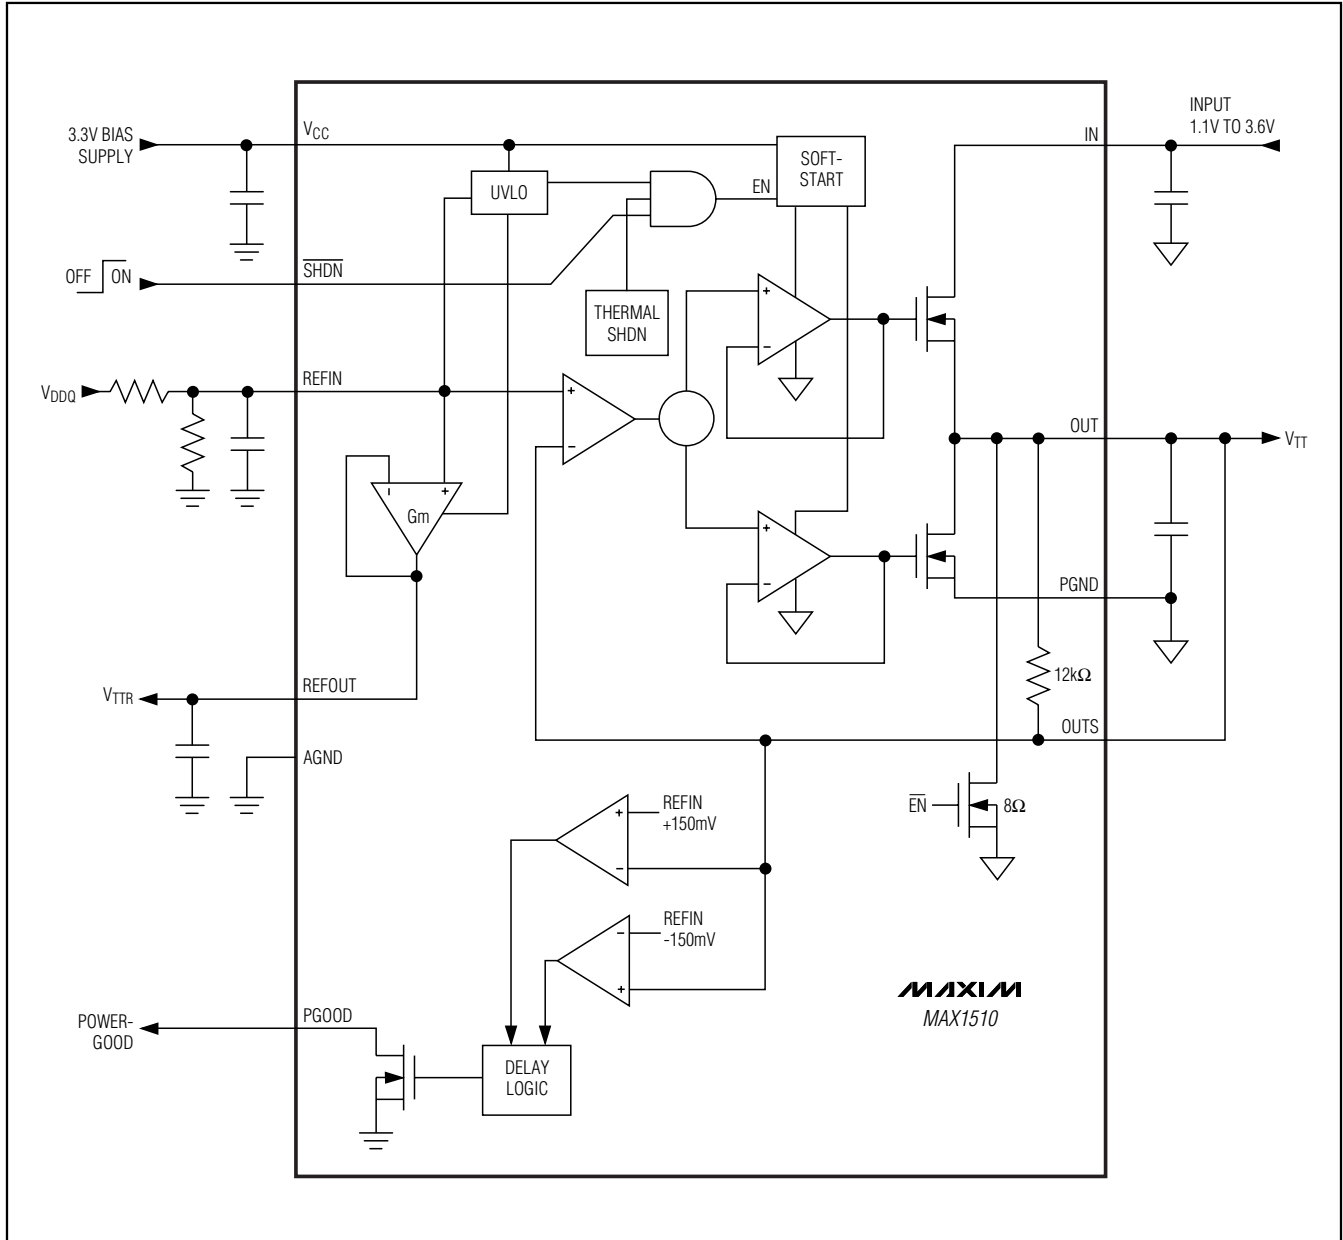 INPUT
1.1V TO 3.6V
3.3V BIAS
SUPPLY
VCC
IN
SOFT-
START
UVLO
EN
OFF ON
SHDN
THERMAL
SHDN
+
−
VDDQ
REFIN
+
−
OUT
VTT
− +
Gm
+
−
PGND
12kΩ
VTTR
REFOUT
OUTS
AGND
EN
8Ω
+
REFIN
+150mV
−
−
REFIN
-150mV
+
MAXIM
MAX1510
POWER-
GOOD
PGOOD
DELAY
LOGIC